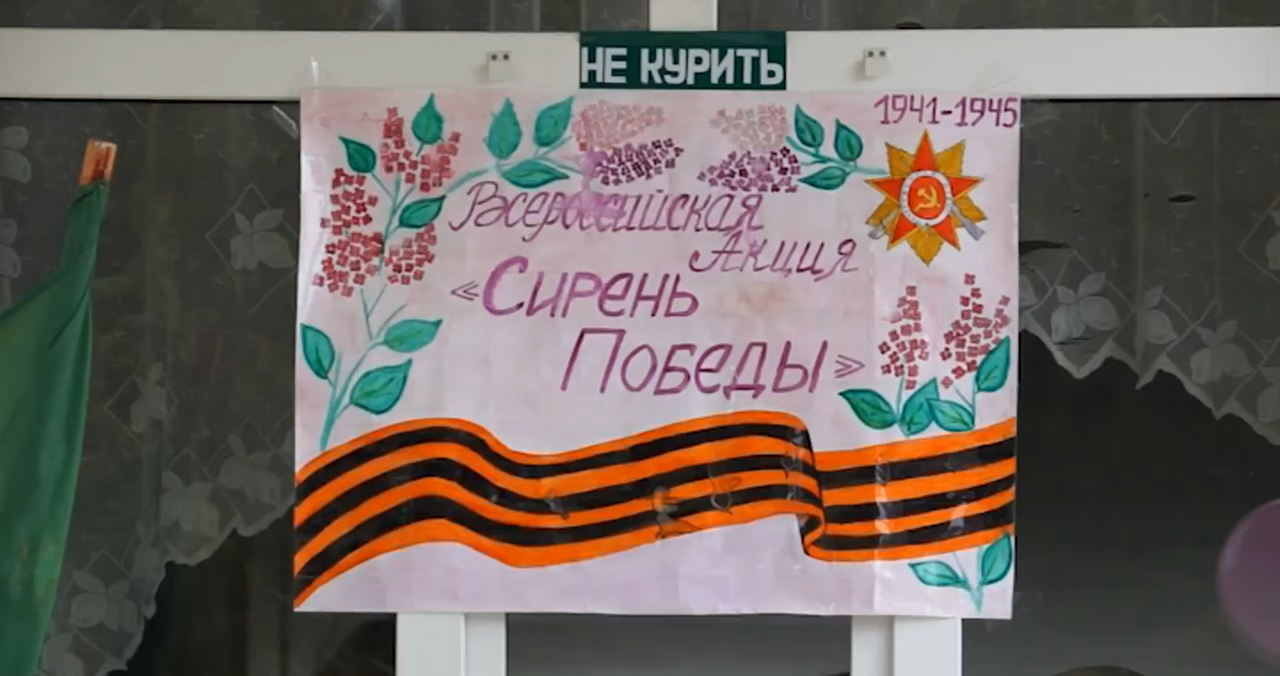 НЕ КУРИТЬ
1941-1945
Всероссийская
Акция
«Сирень
Победы»